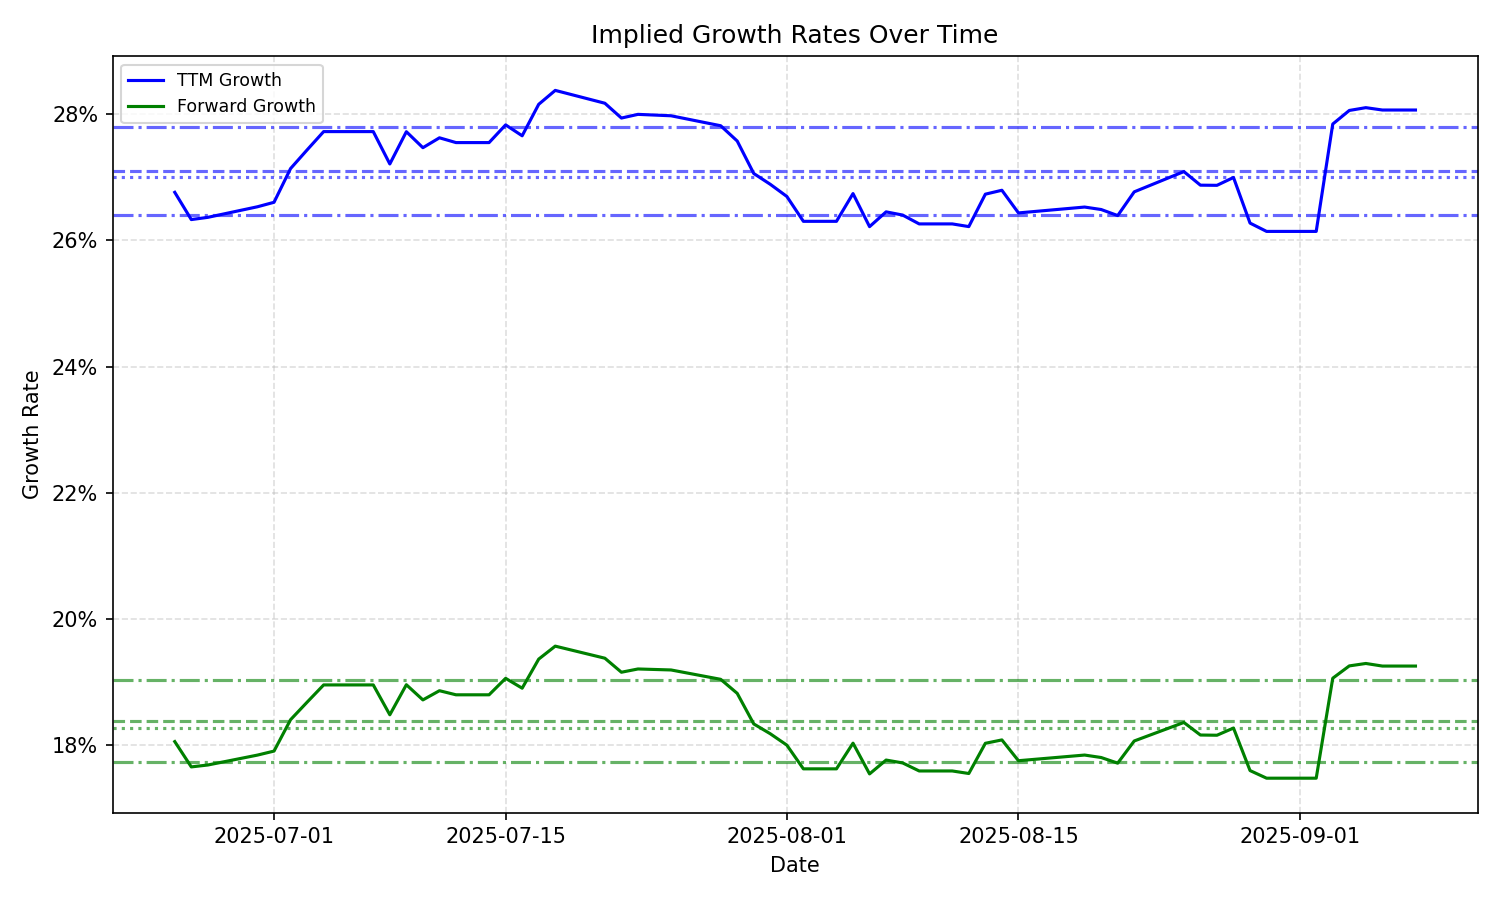 Implied Growth Rates Over Time
TTM Growth
Forward Growth
28%
26%
24%
22%
20%
18%
Growth Rate
2025-07-01
2025-07-15
2025-08-01
2025-08-15
2025-09-01
Date